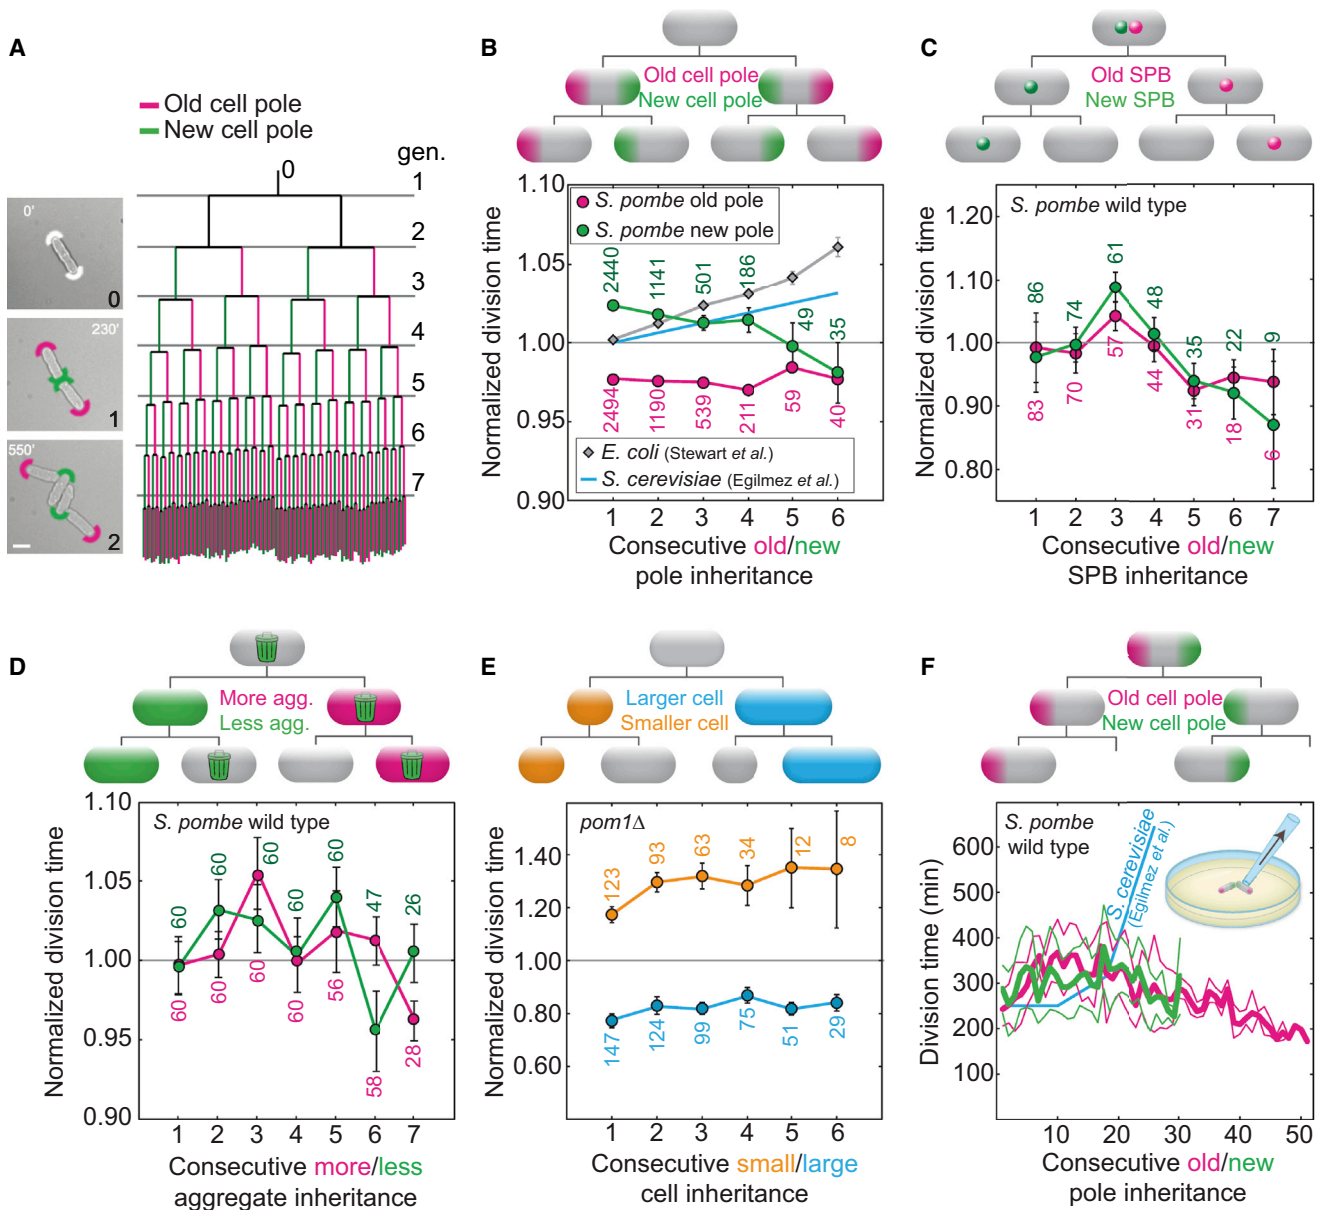 A
Old cell pole
New cell pole
gen.
0
1
2
3
4
5
6
7
0'
0
230'
1
550'
2
B
Old cell pole
New cell pole
1.10
1.05
1.00
0.95
0.90
Normalized division time
S. pombe old pole
S. pombe new pole
2440
1141
501
186
49
35
2494
1190
539
211
59
40
E. coli (Stewart et al.)
S. cerevisiae (Egilmez et al.)
1 2 3 4 5 6
Consecutive old/new
pole inheritance
C
Old SPB
New SPB
S. pombe wild type
1.20
1.10
1.00
0.90
0.80
Normalized division time
86
74
61
48
35
22
9
83
70
57
44
31
18
6
1 2 3 4 5 6 7
Consecutive old/new
SPB inheritance
D
More agg.
Less agg.
S. pombe wild type
1.10
1.05
1.00
0.95
0.90
Normalized division time
60
60
60
60
60
47
26
60
60
60
60
56
58
28
1 2 3 4 5 6 7
Consecutive more/less
aggregate inheritance
E
Larger cell
Smaller cell
pom1Δ
1.40
1.20
1.00
0.80
0.60
Normalized division time
123
93
63
34
12
8
147
124
99
75
51
29
1 2 3 4 5 6
Consecutive small/large
cell inheritance
F
Old cell pole
New cell pole
S. pombe
wild type
S. cerevisiae
(Egilmez et al.)
600
500
400
300
200
100
Division time (min)
10 20 30 40 50
Consecutive old/new
pole inheritance